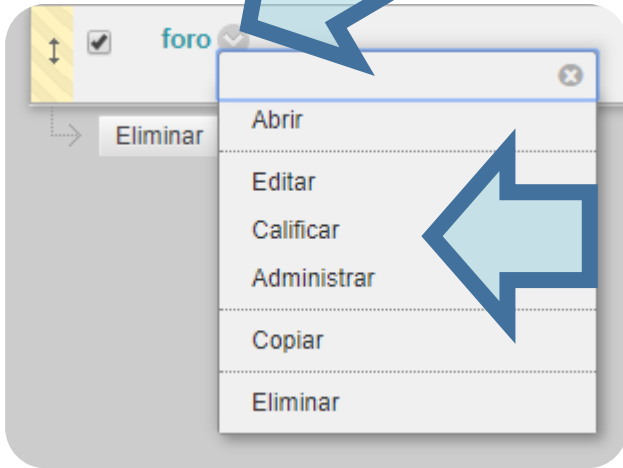 foro
Eliminar
Abrir
Editar
Calificar
Administrar
Copiar
Eliminar